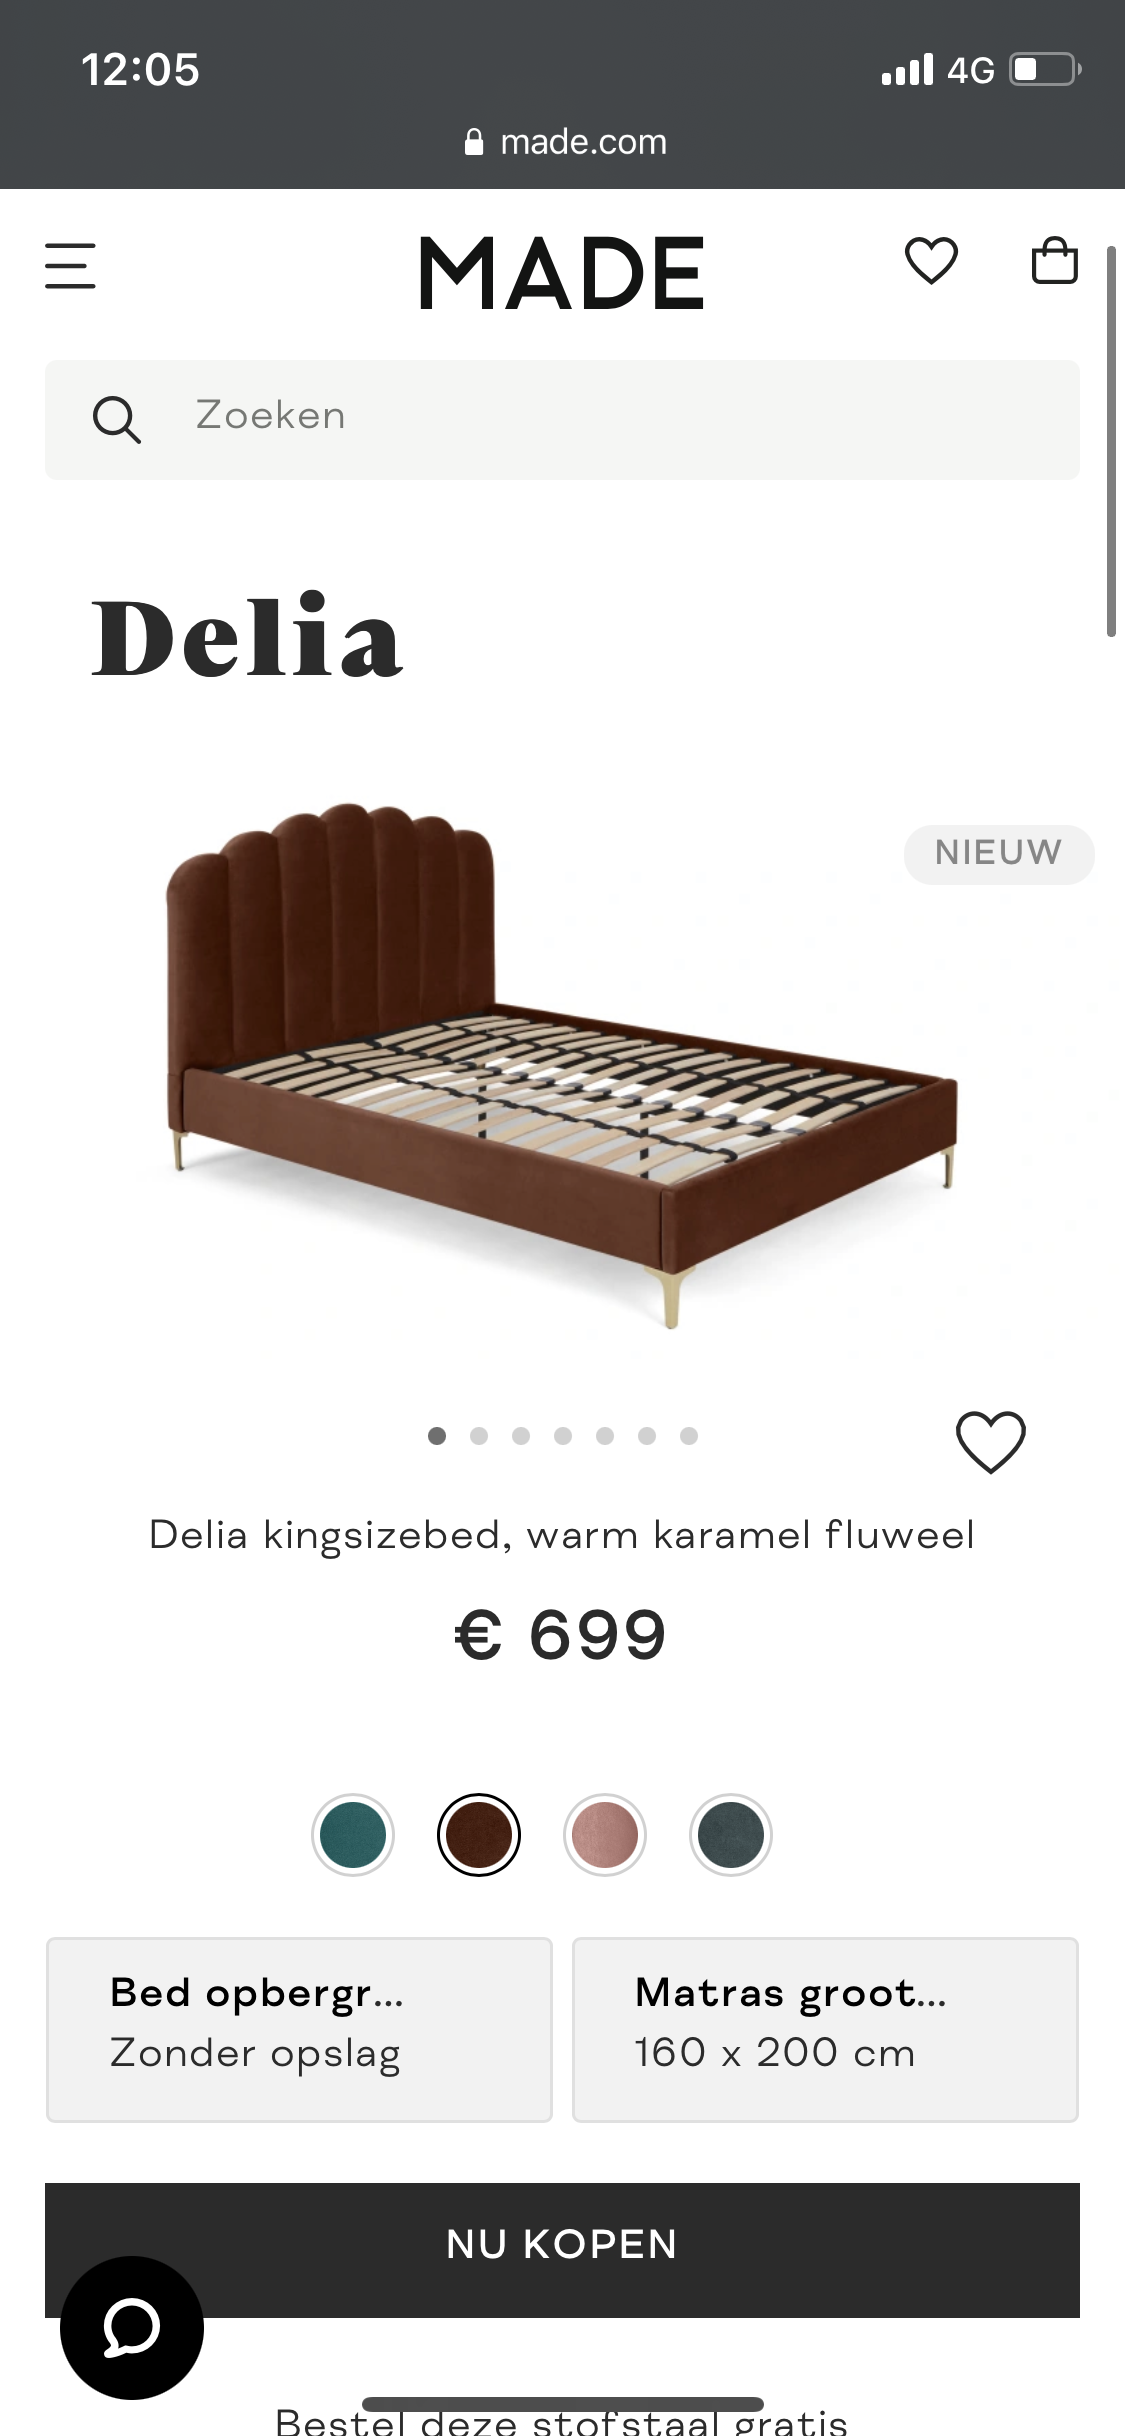 12:05
4G
made.com
MADE
Zoeken
Delia
NIEUW
Delia kingsizebed, warm karamel fluweel
€ 699
Bed opbergr...
Matras groot...
Zonder opslag
160 x 200 cm
NU KOPEN
Bestel deze stofstaal gratis